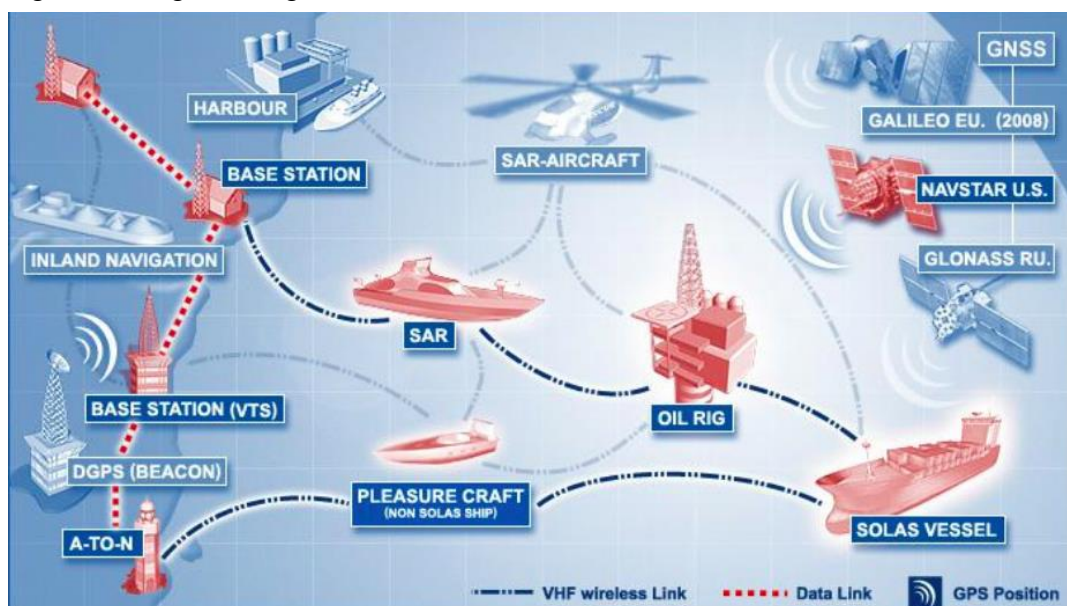 HARBOUR
GNSS
GALILEO EU. (2008)
SAR-AIRCRAFT
BASE STATION
NAVSTAR U.S.
INLAND NAVIGATION
GLONASS RU.
SAR
BASE STATION (VTS)
OIL RIG
DGPS (BEACON)
PLEASURE CRAFT
(NON SOLAS SHIP)
SOLAS VESSEL
A-TO-N
VHF wireless Link
Data Link
GPS Position